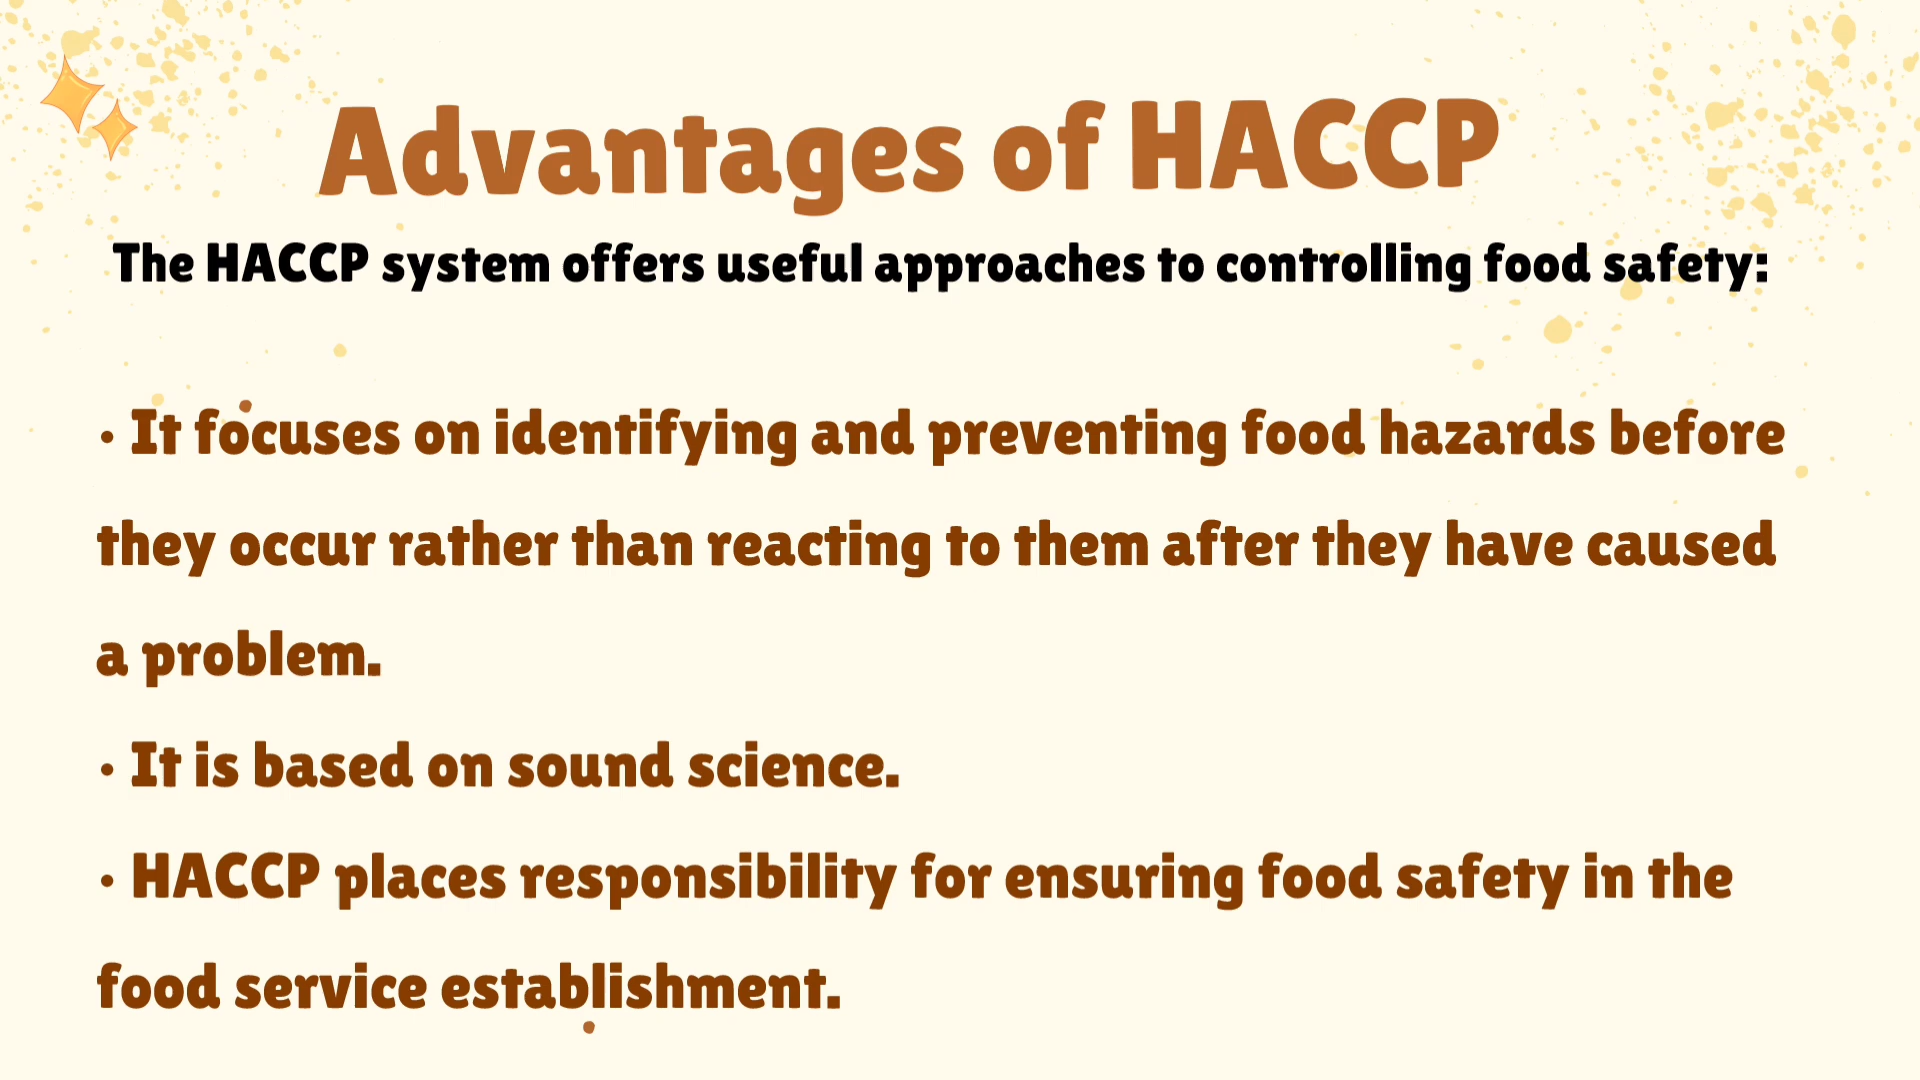 Advantages of HACCP
The HACCP system offers useful approaches to controlling food safety:
• It focuses on identifying and preventing food hazards before
they occur rather than reacting to them after they have caused
a problem.
• It is based on sound science.
• HACCP places responsibility for ensuring food safety in the
food service establishment.